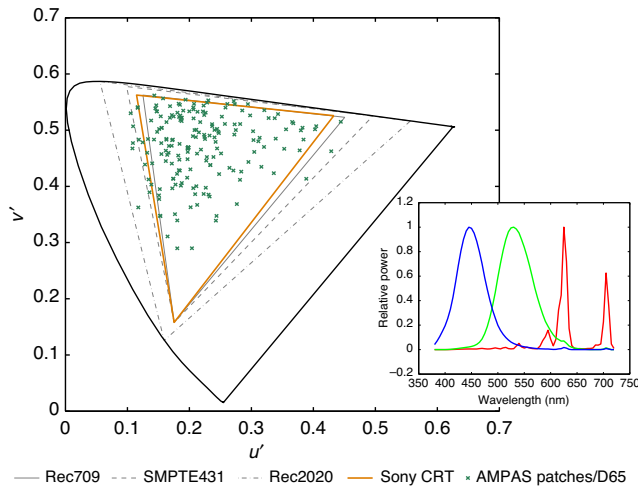 0.7
0.6
0.5
0.4
0.3
0.2
0.1
0
v′
0 0.1 0.2 0.3 0.4 0.5 0.6 0.7
u′
1.2
1
0.8
0.6
0.4
0.2
0
−0.2
Relative power
350 400 450 500 550 600 650 700 750
Wavelength (nm)
Rec709 SMPTE431 Rec2020 Sony CRT AMPAS patches/D65